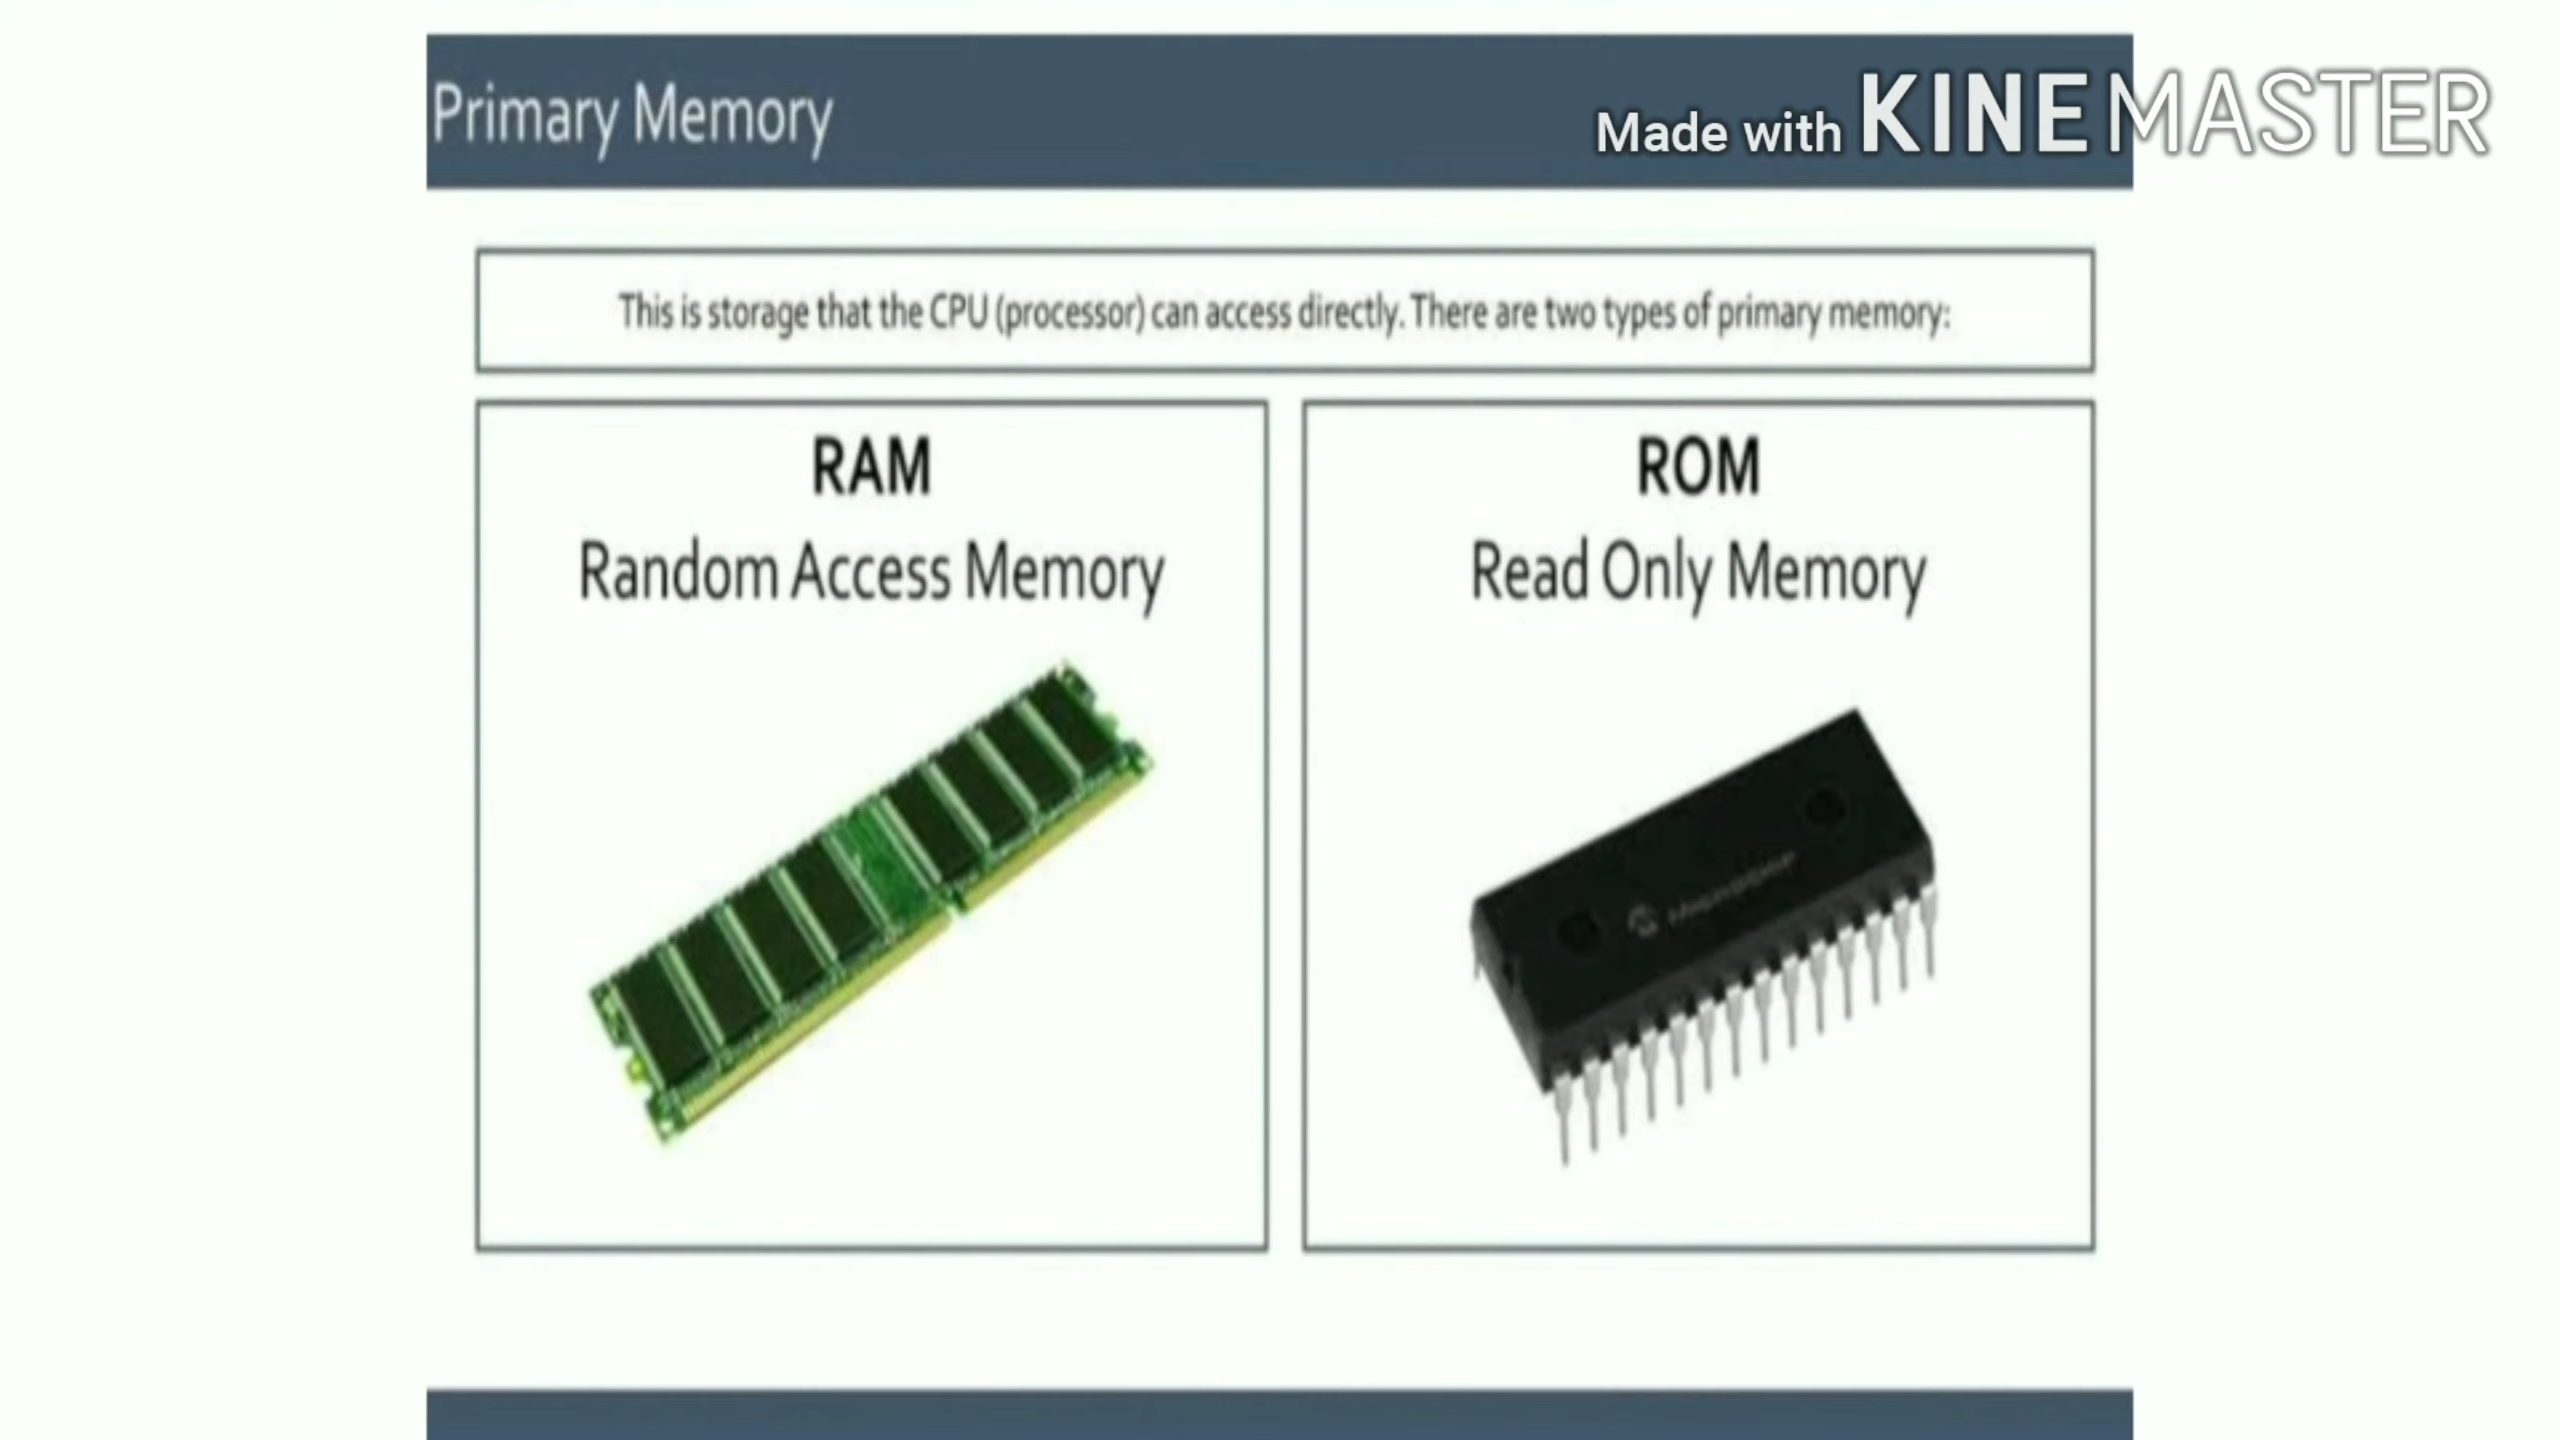 Primary Memory
Made with KINEMASTER
This is storage that the CPU (processor) can access directly. There are two types of primary memory:
RAM
Random Access Memory
ROM
Read Only Memory